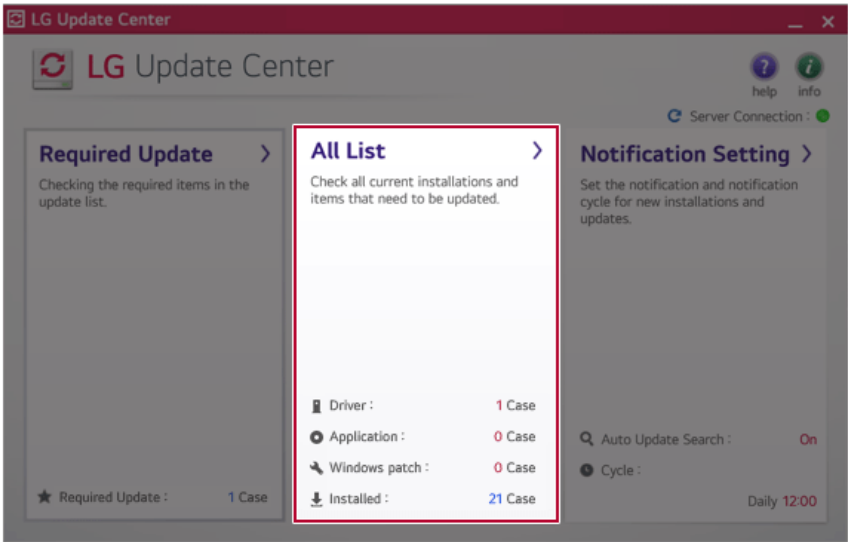 LG Update Center
LG Update Center
help
info
Server Connection :
Required Update
Checking the required items in the
update list.
Required Update :
1 Case
All List
Check all current installations and
items that need to be updated.
Driver :
1 Case
Application :
0 Case
Windows patch :
0 Case
Installed :
21 Case
Notification Setting
Set the notification and notification
cycle for new installations and
updates.
Auto Update Search :
On
Cycle :
Daily 12:00